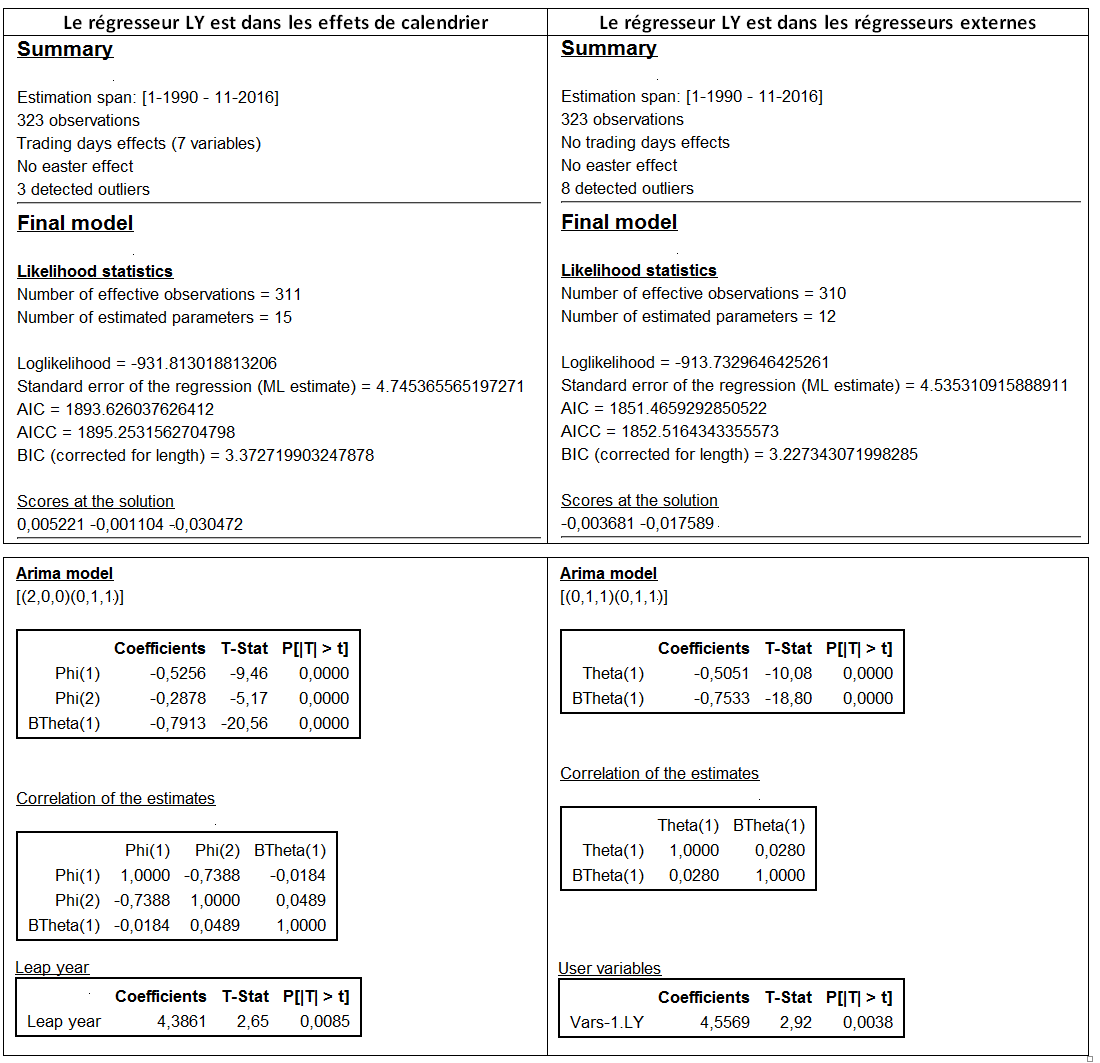 Le régresseur LY est dans les effets de calendrier
Summary
Estimation span: [1-1990 - 11-2016]
323 observations
Trading days effects (7 variables)
No easter effect
3 detected outliers
Final model
Likelihood statistics
Number of effective observations = 311
Number of estimated parameters = 15
Loglikelihood = -931.813018813206
Standard error of the regression (ML estimate) = 4.745365565197271
AIC = 1893.626037626412
AICC = 1895.2531562704798
BIC (corrected for length) = 3.372719903247878
Scores at the solution
0,005221 -0,001104 -0,030472
Arima model
[(2,0,0)(0,1,1)]
Coefficients T-Stat P[|T| > t]
Phi(1) -0,5256 -9,46 0,0000
Phi(2) -0,2878 -5,17 0,0000
BTheta(1) -0,7913 -20,56 0,0000
Correlation of the estimates
Phi(1) Phi(2) BTheta(1)
Phi(1) 1,0000 -0,7388 -0,0184
Phi(2) -0,7388 1,0000 0,0489
BTheta(1) -0,0184 0,0489 1,0000
Leap year
Coefficients T-Stat P[|T| > t]
Leap year 4,3861 2,65 0,0085
Le régresseur LY est dans les régresseurs externes
Summary
Estimation span: [1-1990 - 11-2016]
323 observations
No trading days effects
No easter effect
8 detected outliers
Final model
Likelihood statistics
Number of effective observations = 310
Number of estimated parameters = 12
Loglikelihood = -913.7329646425261
Standard error of the regression (ML estimate) = 4.535310915888911
AIC = 1851.4659292850522
AICC = 1852.5164343355573
BIC (corrected for length) = 3.227343071998285
Scores at the solution
-0,003681 -0,017589
Arima model
[(0,1,1)(0,1,1)]
Coefficients T-Stat P[|T| > t]
Theta(1) -0,5051 -10,08 0,0000
BTheta(1) -0,7533 -18,80 0,0000
Correlation of the estimates
Theta(1) BTheta(1)
Theta(1) 1,0000 0,0280
BTheta(1) 0,0280 1,0000
User variables
Coefficients T-Stat P[|T| > t]
Vars-1.LY 4,5569 2,92 0,0038